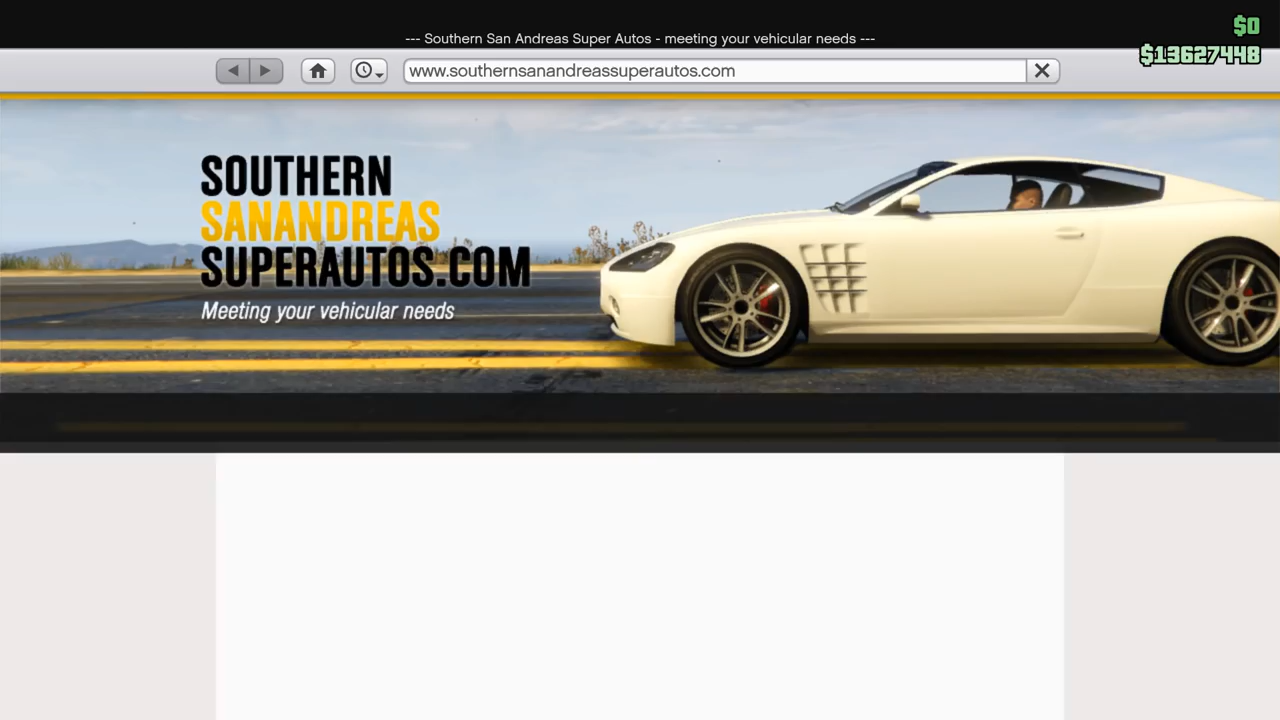 $0
--- Southern San Andreas Super Autos - meeting your vehicular needs ---
$13627448
www.southernsanandreassuperautos.com
SOUTHERN
SANANDREAS
SUPERAUTOS.COM
Meeting your vehicular needs